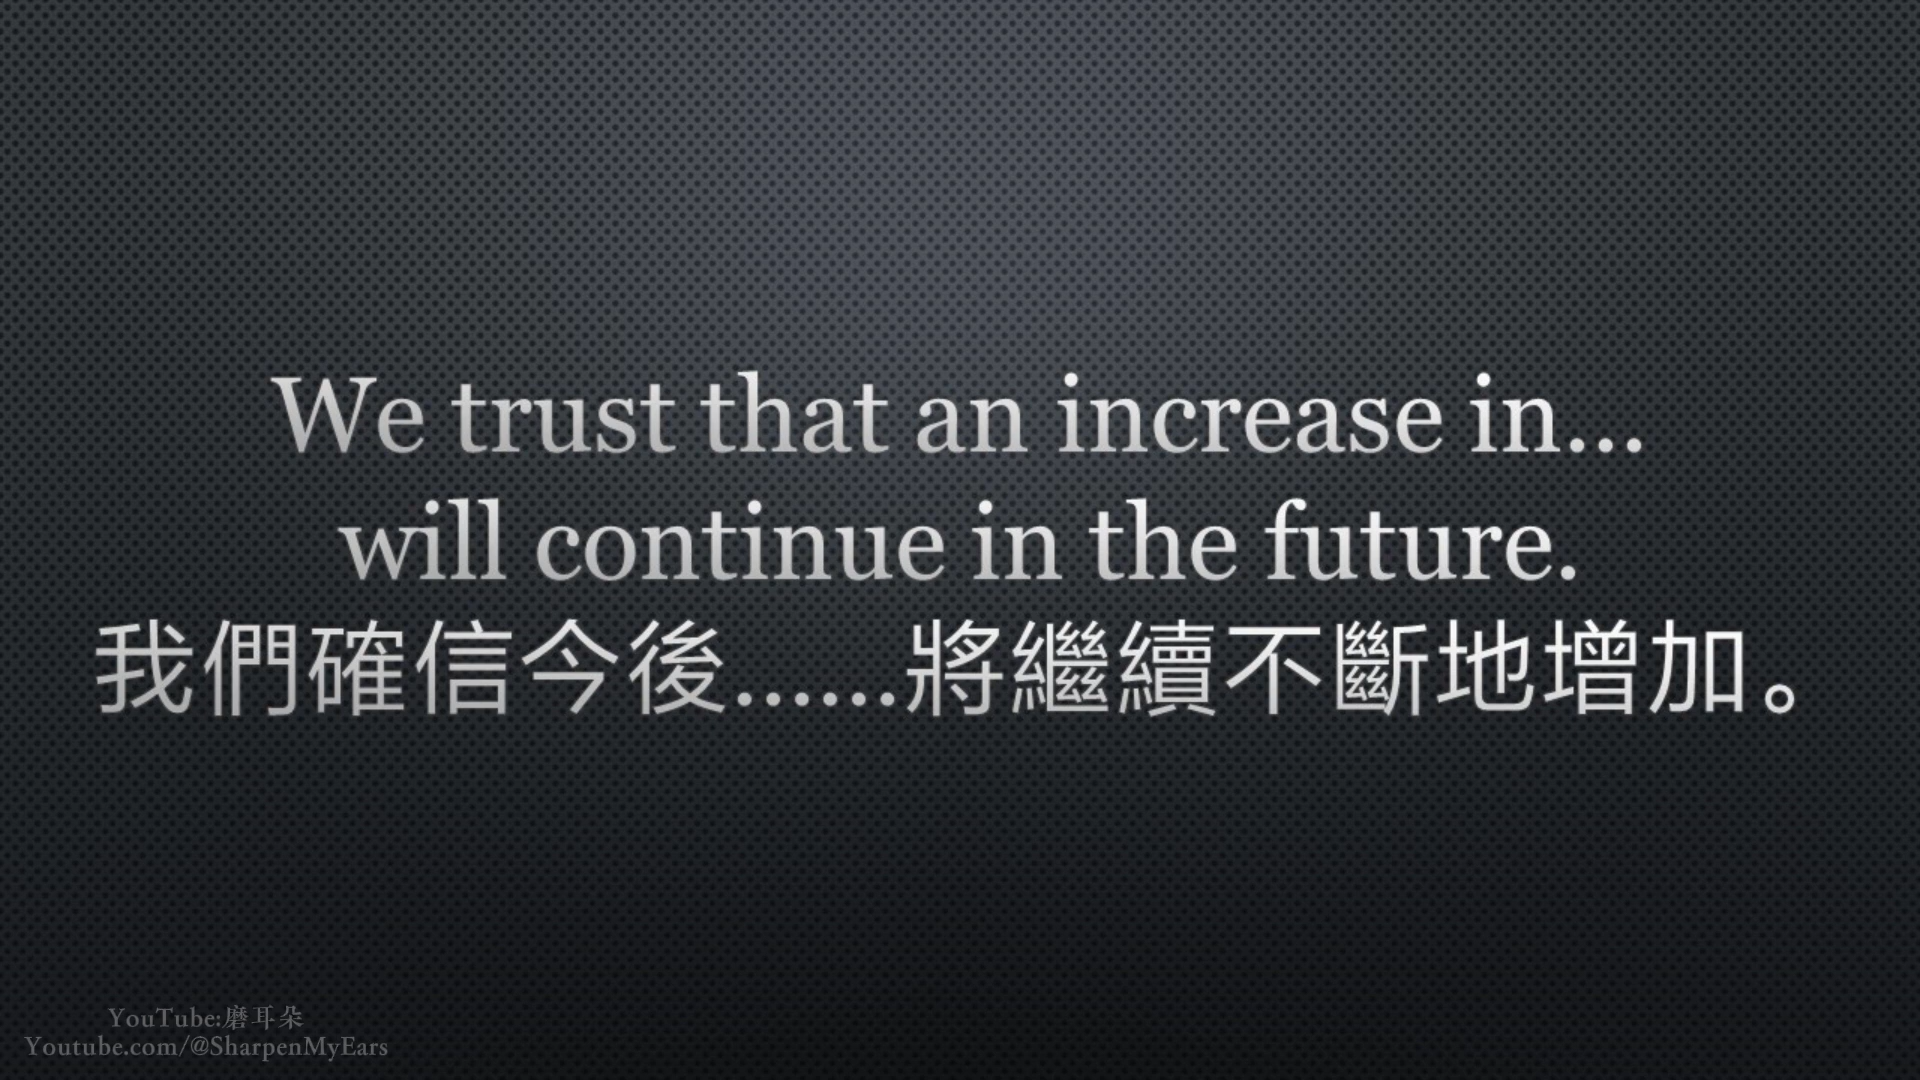 We trust that an increase in...
will continue in the future.
我們確信今後......將繼續不斷地增加。
YouTube:磨耳朵
Youtube.com/@SharpenMyEars